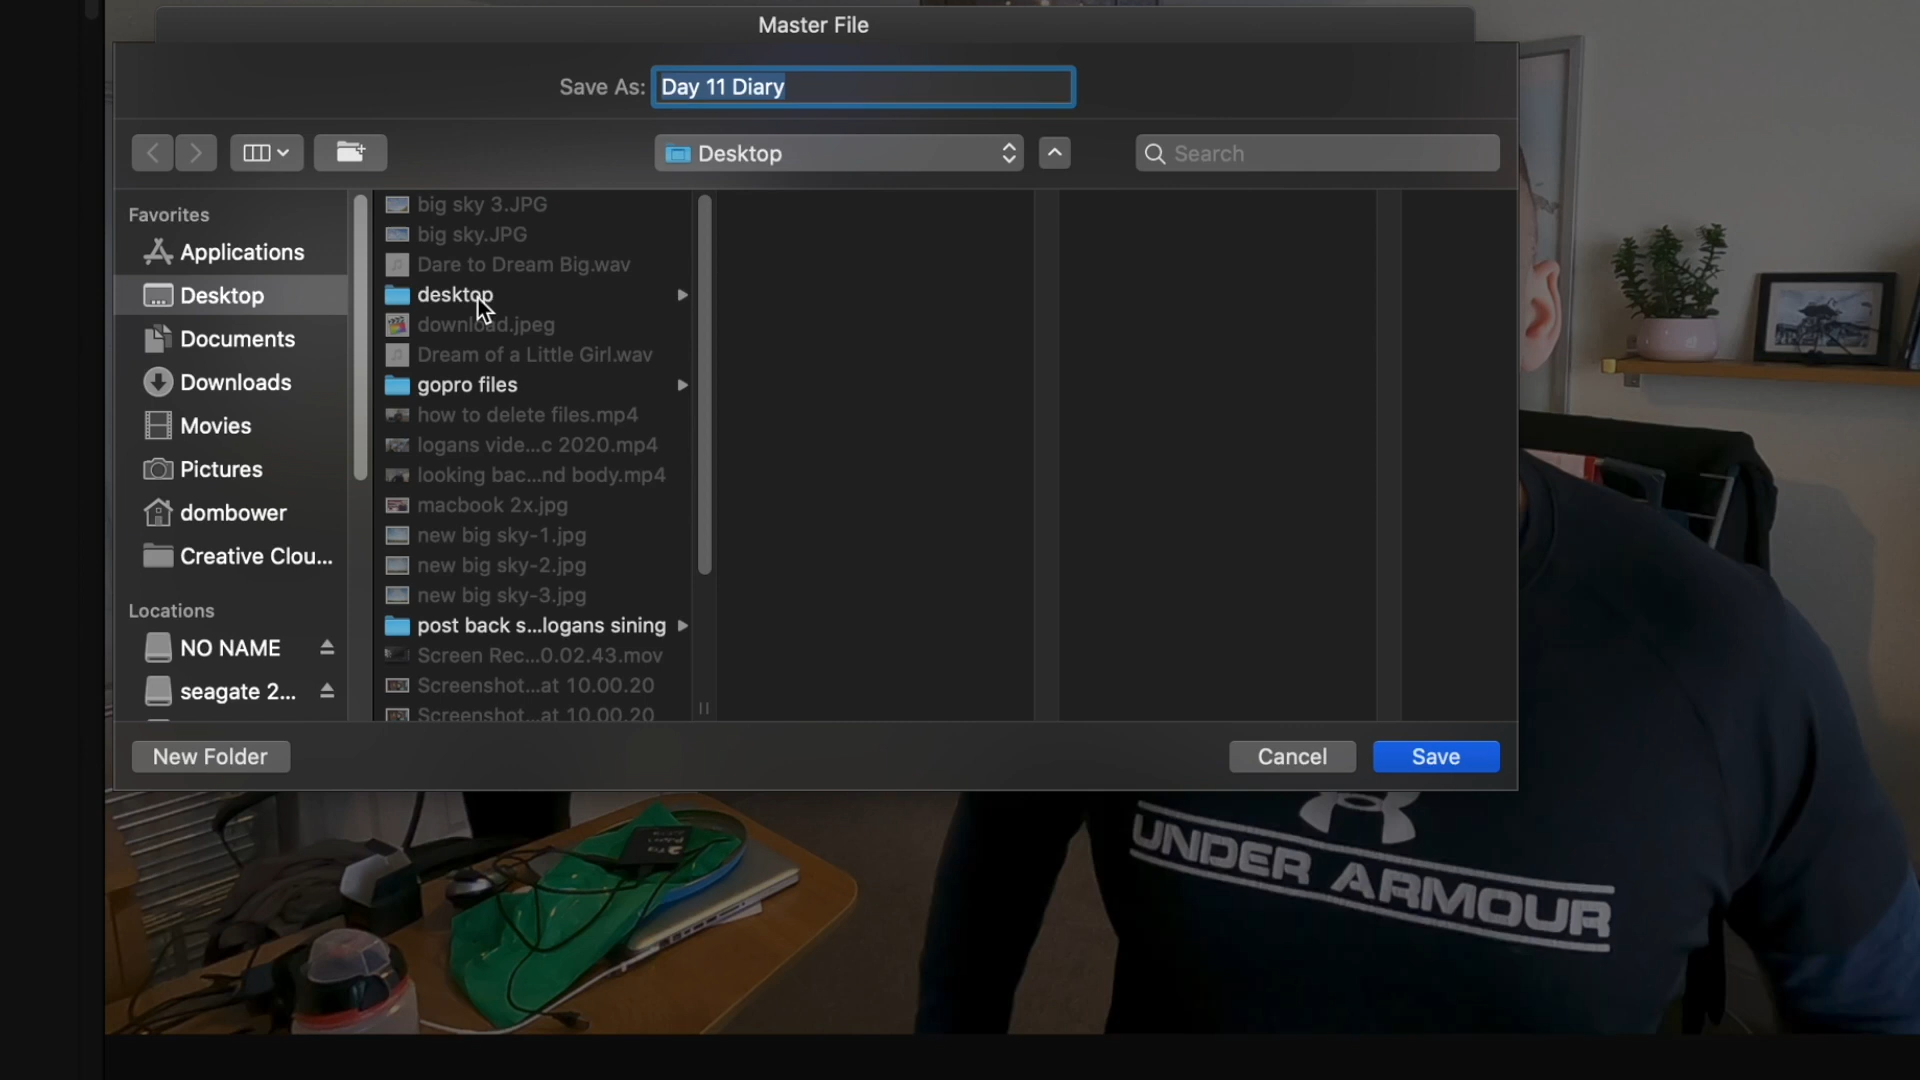 Master File
Save As: Day 11 Diary
Desktop
Search
Favorites
Applications
Desktop
Documents
Downloads
Movies
Pictures
dombower
Creative Clou...
Locations
NO NAME
seagate 2...
big sky 3.JPG
big sky.JPG
Dare to Dream Big.wav
desktop
download.jpeg
Dream of a Little Girl.wav
gopro files
how to delete files.mp4
logans vide...c 2020.mp4
looking bac...nd body.mp4
macbook 2x.jpg
new big sky-1.jpg
new big sky-2.jpg
new big sky-3.jpg
post back s...logans sining
Screen Rec...0.02.43.mov
Screenshot...at 10.00.20
Screenshot...at 10.00.20
New Folder
Cancel
Save
UNDER ARMOUR